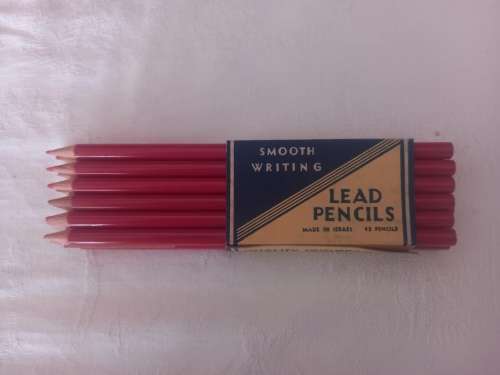 SMOOTH
WRITING
LEAD
PENCILS
MADE IN ISRAEL 12 PENCILS